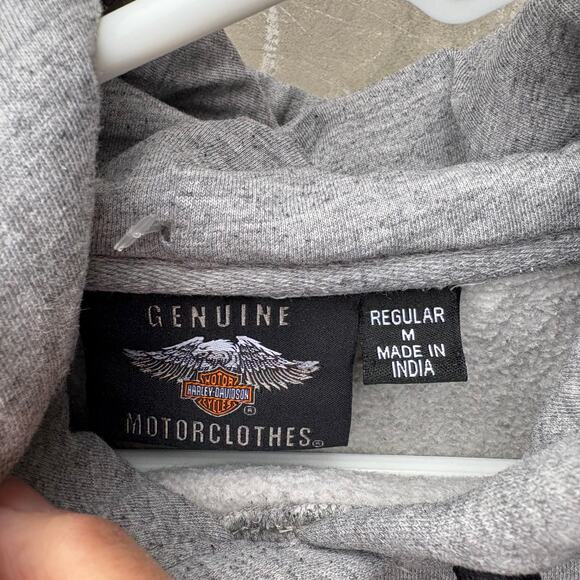 GENUINE
MOTOR
HARLEY-DAVIDSON
CYCLES
®
MOTORCLOTHES®
REGULAR
M
MADE IN
INDIA